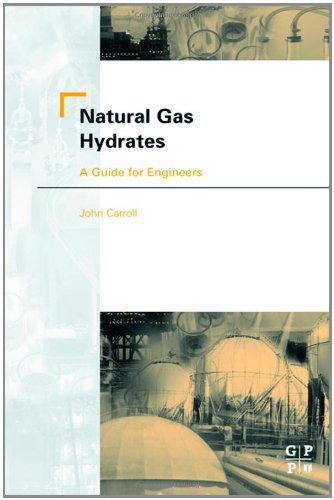 Natural Gas
Hydrates
A Guide for Engineers
John Carroll
G P
P